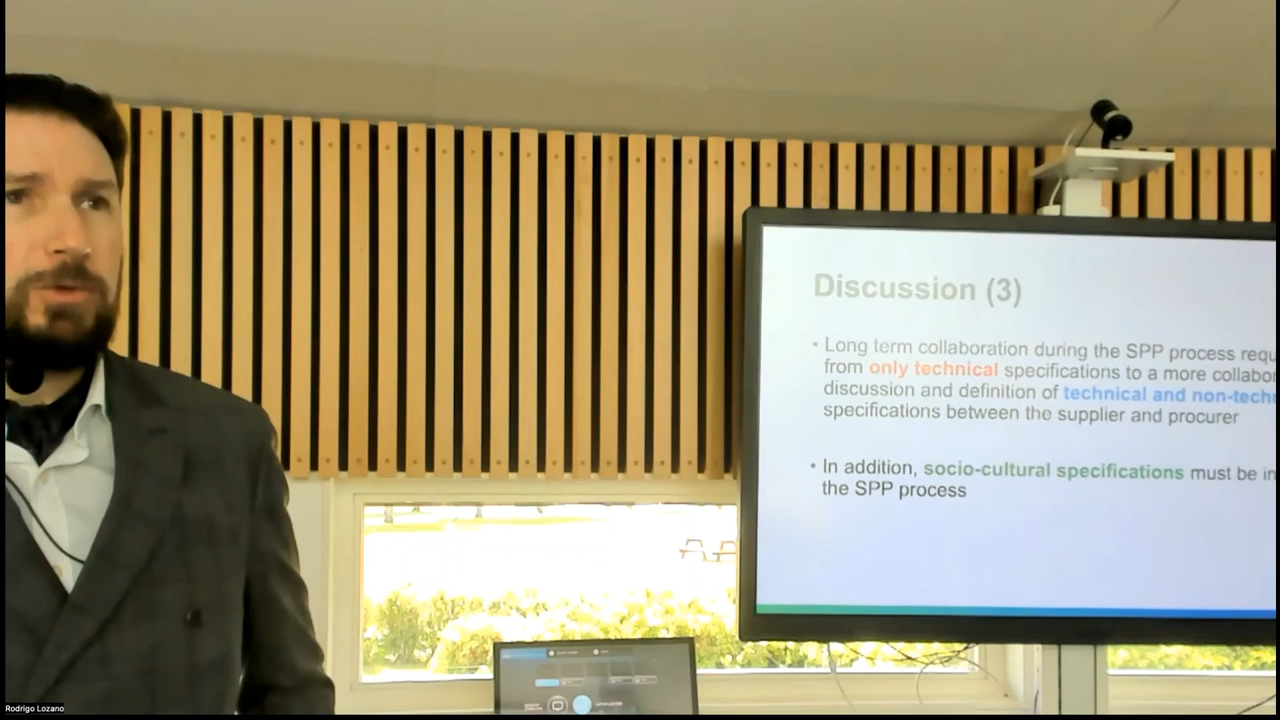 Discussion (3)
• Long term collaboration during the SPP process
from only technical specifications to a more
discussion and definition of technical and
specifications between the supplier and procurer
• In addition, socio-cultural specifications must be
the SPP process
Rodrigo Lozano